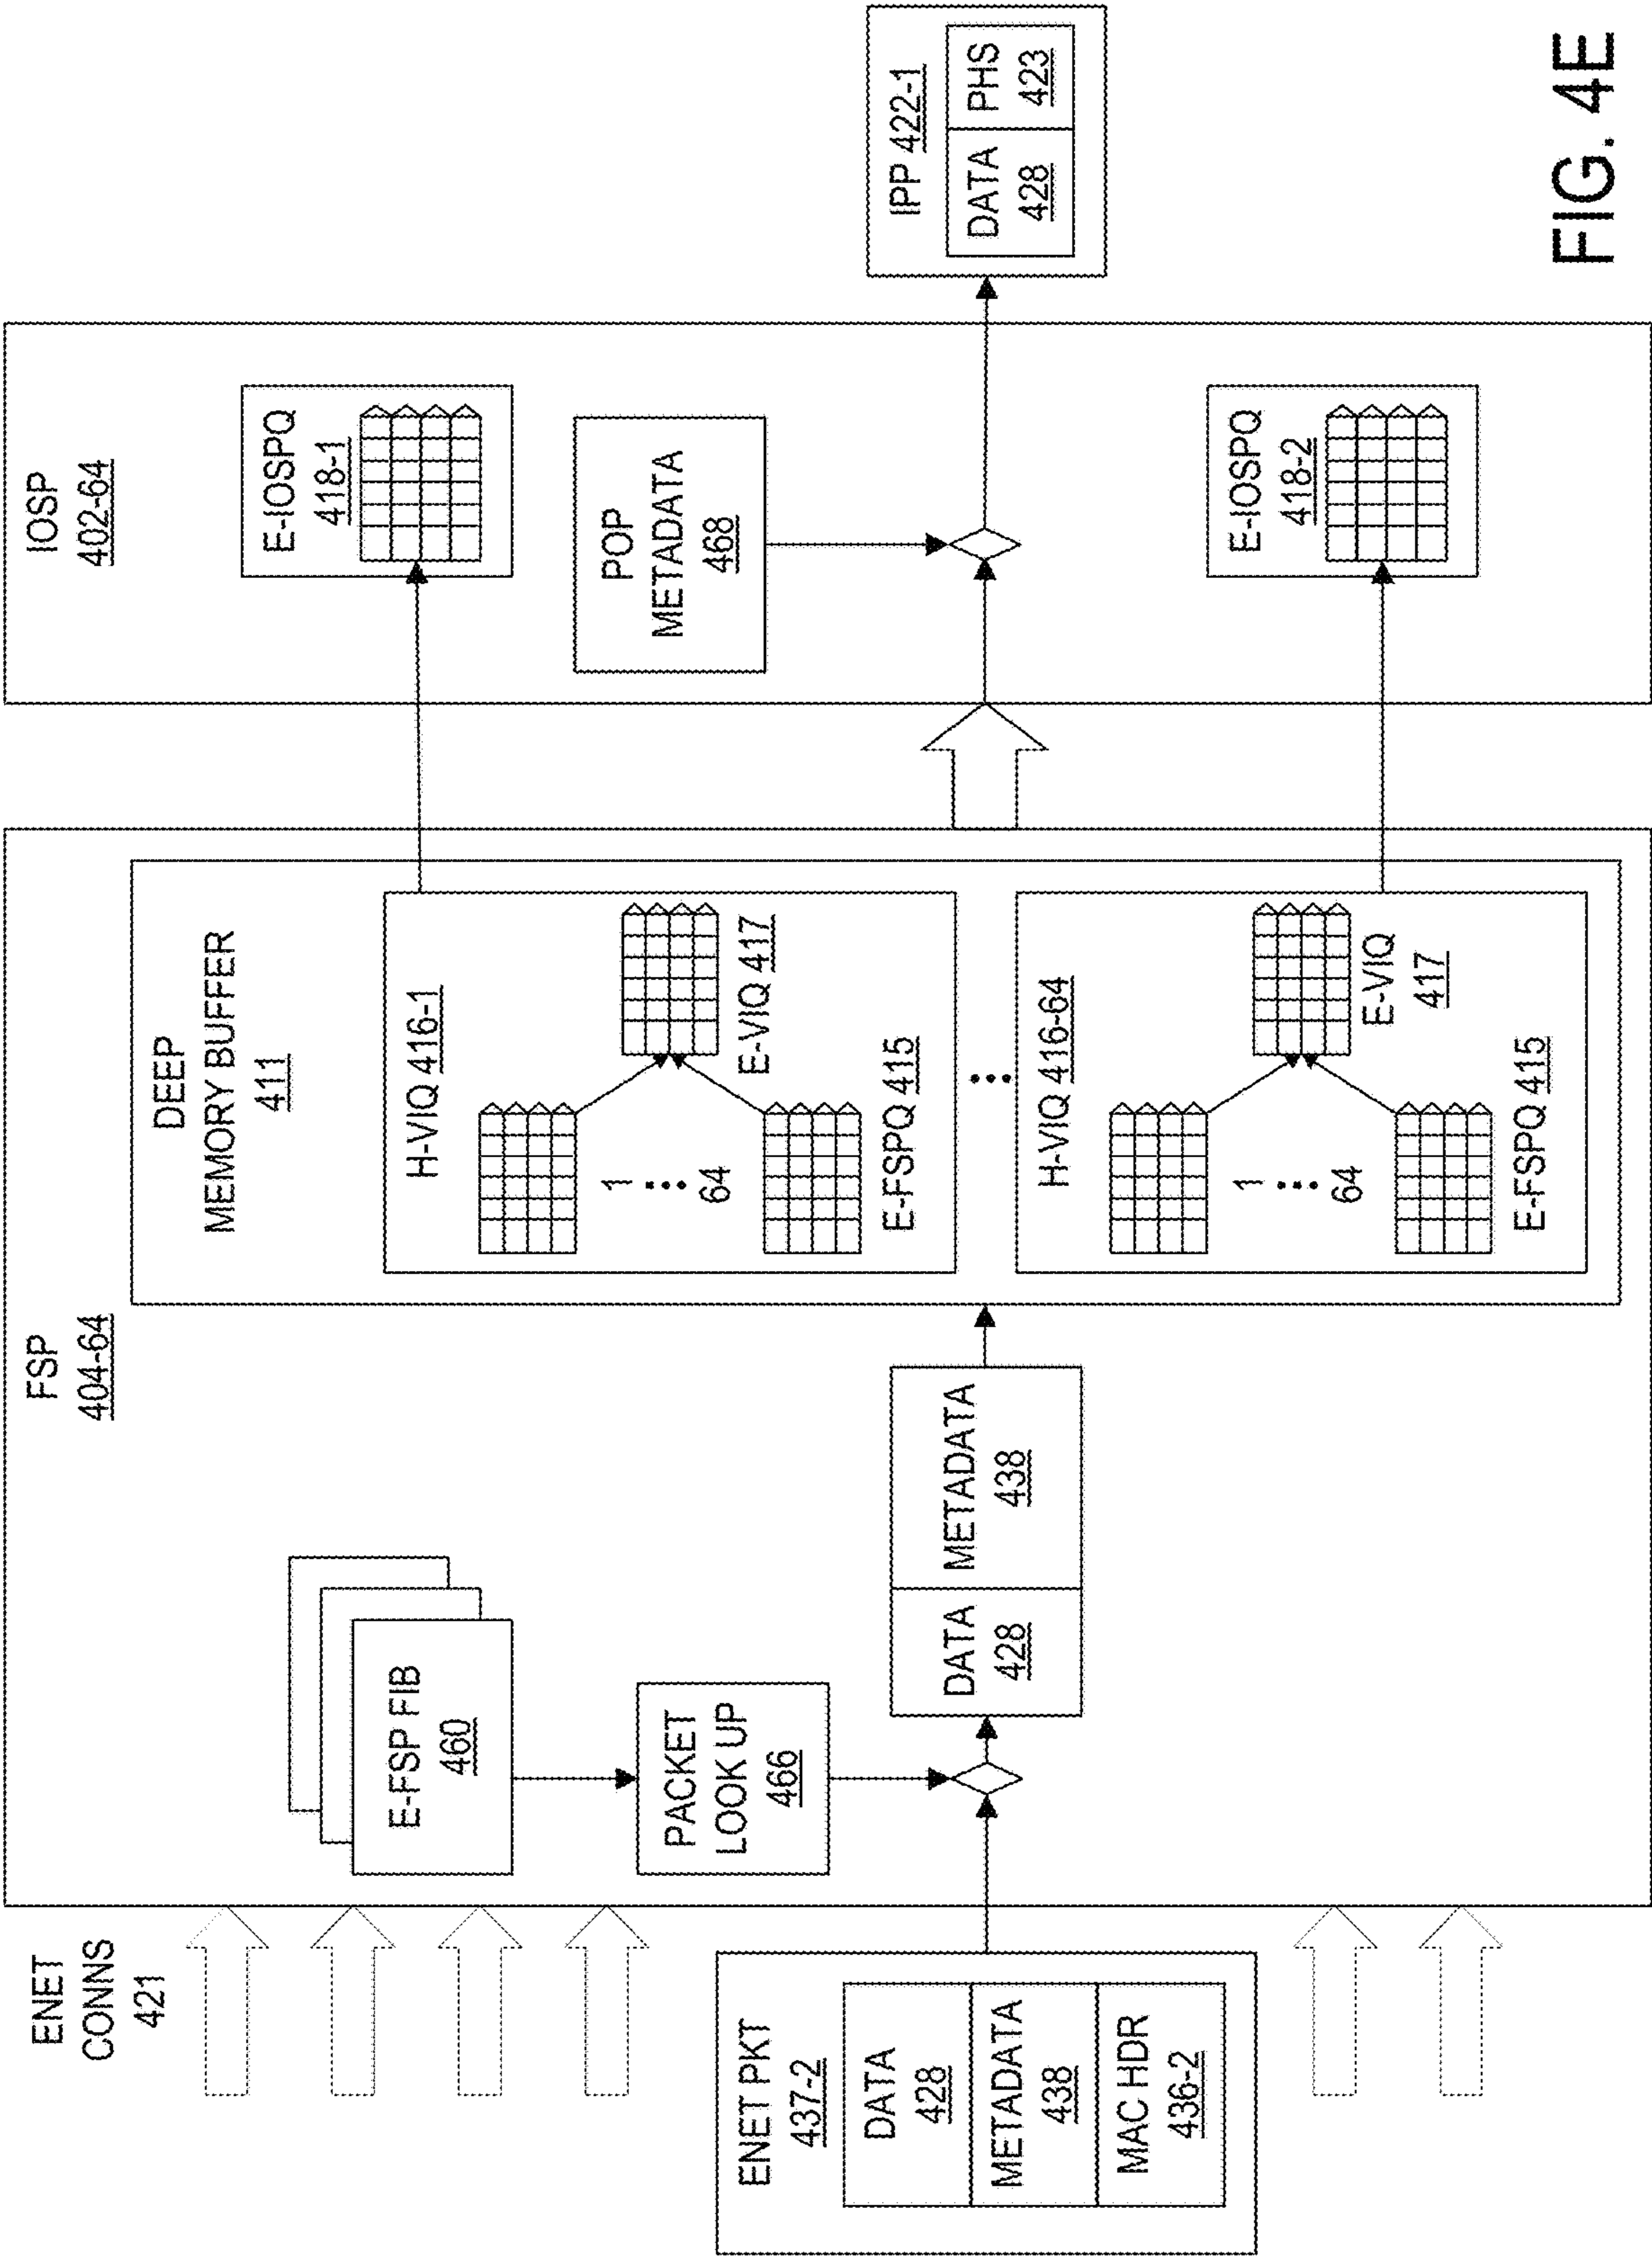 ENET
CONNS
421
ENET PKT
437-2
DATA
428
METADATA
438
MAC HDR
436-2
FSP
404-64
E-FSP FIB
460
PACKET
LOOK UP
466
DATA
428
METADATA
438
DEEP
MEMORY BUFFER
411
H-VIQ 416-1
1
64
E-VIQ 417
E-FSPQ 415
H-VIQ 416-64
1
64
E-VIQ
417
E-FSPQ 415
IOSP
402-64
E-IOSPQ
418-1
POP
METADATA
468
E-IOSPQ
418-2
IPP 422-1
DATA
428
PHS
423
FIG. 4E